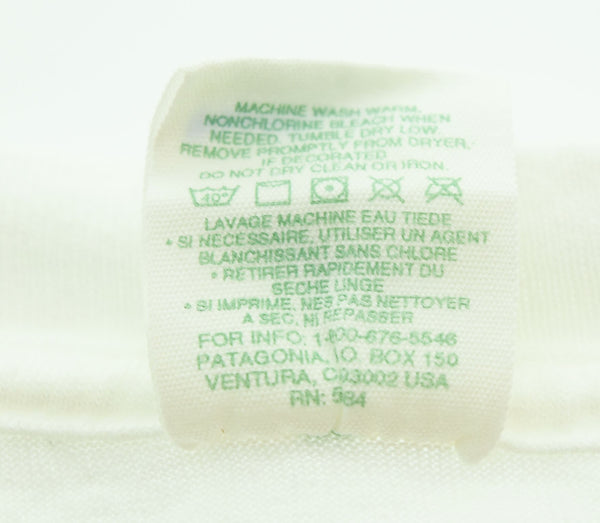 MACHINE WASH WARM,
NONCHLORINE BLEACH WHEN
NEEDED. TUMBLE DRY LOW.
REMOVE PROMPTLY FROM DRYER.
IF DECORATED
DO NOT DRY CLEAN OR IRON.
40°
LAVAGE MACHINE EAU TIEDE
• SI NECESSAIRE, UTILISER UN AGENT
BLANCHISSANT SANS CHLORE
• RETIRER RAPIDEMENT DU
SECHE LINGE
• SI IMPRIME, NES PAS NETTOYER
A SEC, NI REPASSER
FOR INFO: 1-800-676-5546
PATAGONIA, O. BOX 150
VENTURA, C93002 USA
RN: 584